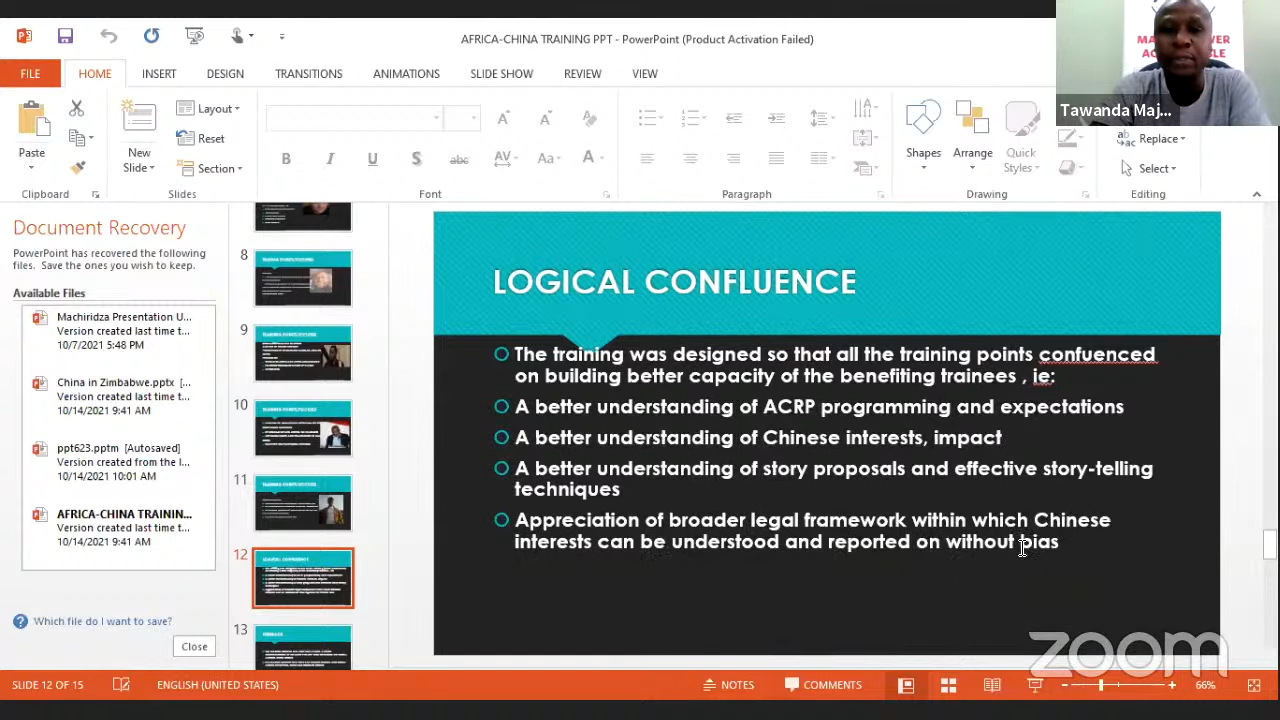 AFRICA-CHINA TRAINING PPT - PowerPoint (Product Activation Failed)
FILE
HOME
INSERT
DESIGN
TRANSITIONS
ANIMATIONS
SLIDE SHOW
REVIEW
VIEW
Tawanda Maj...
Paste
New
Slide
Layout
Reset
Section
Shapes
Arrange
Quick
Styles
Replace
Select
Clipboard
Slides
Font
Paragraph
Drawing
Editing
Document Recovery
PowerPoint has recovered the following
files. Save the ones you wish to keep.
Available Files
Machiridza Presentation U...
Version created last time t...
10/7/2021 5:48 PM
China in Zimbabwe.pptx [...
Version created last time t...
10/14/2021 9:41 AM
ppt623.pptm [Autosaved]
Version created from the l...
10/14/2021 10:01 AM
AFRICA-CHINA TRAININ...
Version created last time t...
10/14/2021 9:41 AM
Which file do I want to save?
Close
8
9
10
11
12
13
LOGICAL CONFLUENCE
The training was designed so that all the training points confluenced
on building better capacity of the benefiting trainees , ie:
A better understanding of ACRP programming and expectations
A better understanding of Chinese interests, impact
A better understanding of story proposals and effective story-telling
techniques
Appreciation of broader legal framework within which Chinese
interests can be understood and reported on without bias
zoom
SLIDE 12 OF 15
ENGLISH (UNITED STATES)
NOTES
COMMENTS
66%